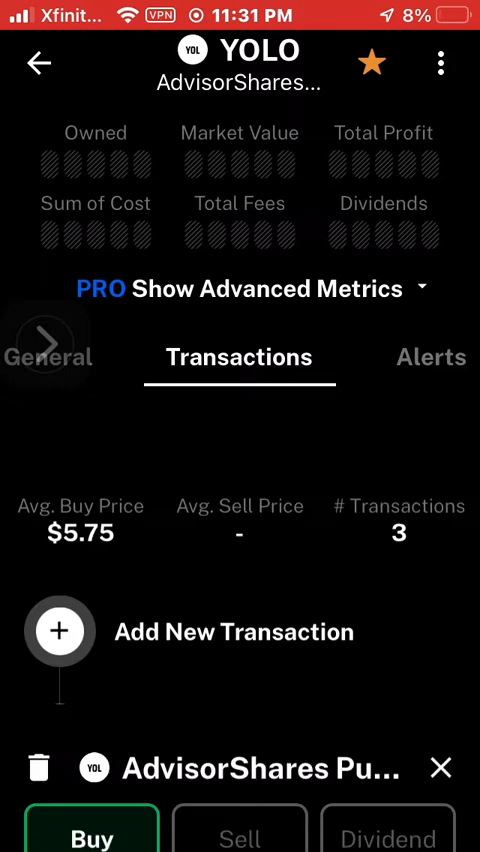 Xfinit... VPN 11:31 PM 8%
YOL YOLO
AdvisorShares...
Owned Market Value Total Profit
Sum of Cost Total Fees Dividends
PRO Show Advanced Metrics
General Transactions Alerts
Avg. Buy Price Avg. Sell Price # Transactions
$5.75 - 3
+ Add New Transaction
YOL AdvisorShares Pu...
Buy Sell Dividend